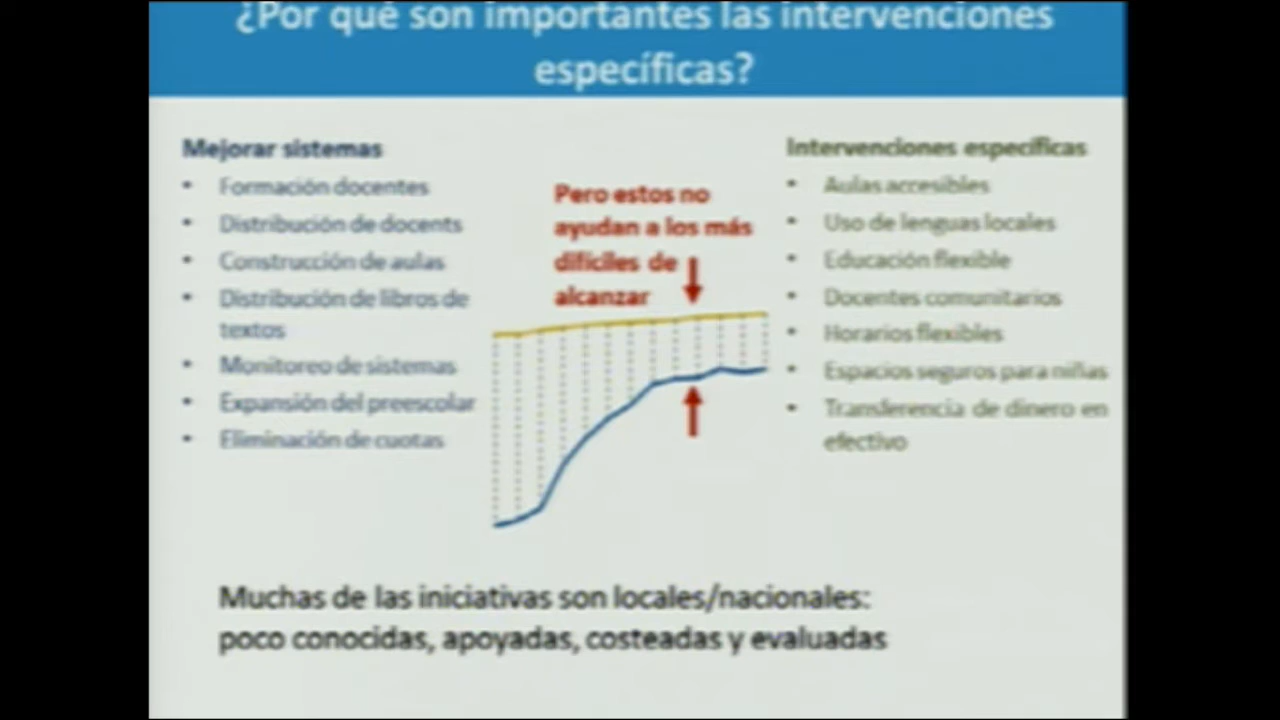 ¿Por qué son importantes las intervenciones
específicas?
Mejorar sistemas
• Formación docentes
• Distribución de docents
• Construcción de aulas
• Distribución de libros de
textos
• Monitoreo de sistemas
• Expansión del preescolar
• Eliminación de cuotas
Pero estos no
ayudan a los más
difíciles de
alcanzar
Intervenciones específicas
• Aulas accesibles
• Uso de lenguas locales
• Educación flexible
• Docentes comunitarios
• Horarios flexibles
• Espacios seguros para niñas
• Transferencia de dinero en
efectivo
Muchas de las iniciativas son locales/nacionales:
poco conocidas, apoyadas, costeadas y evaluadas